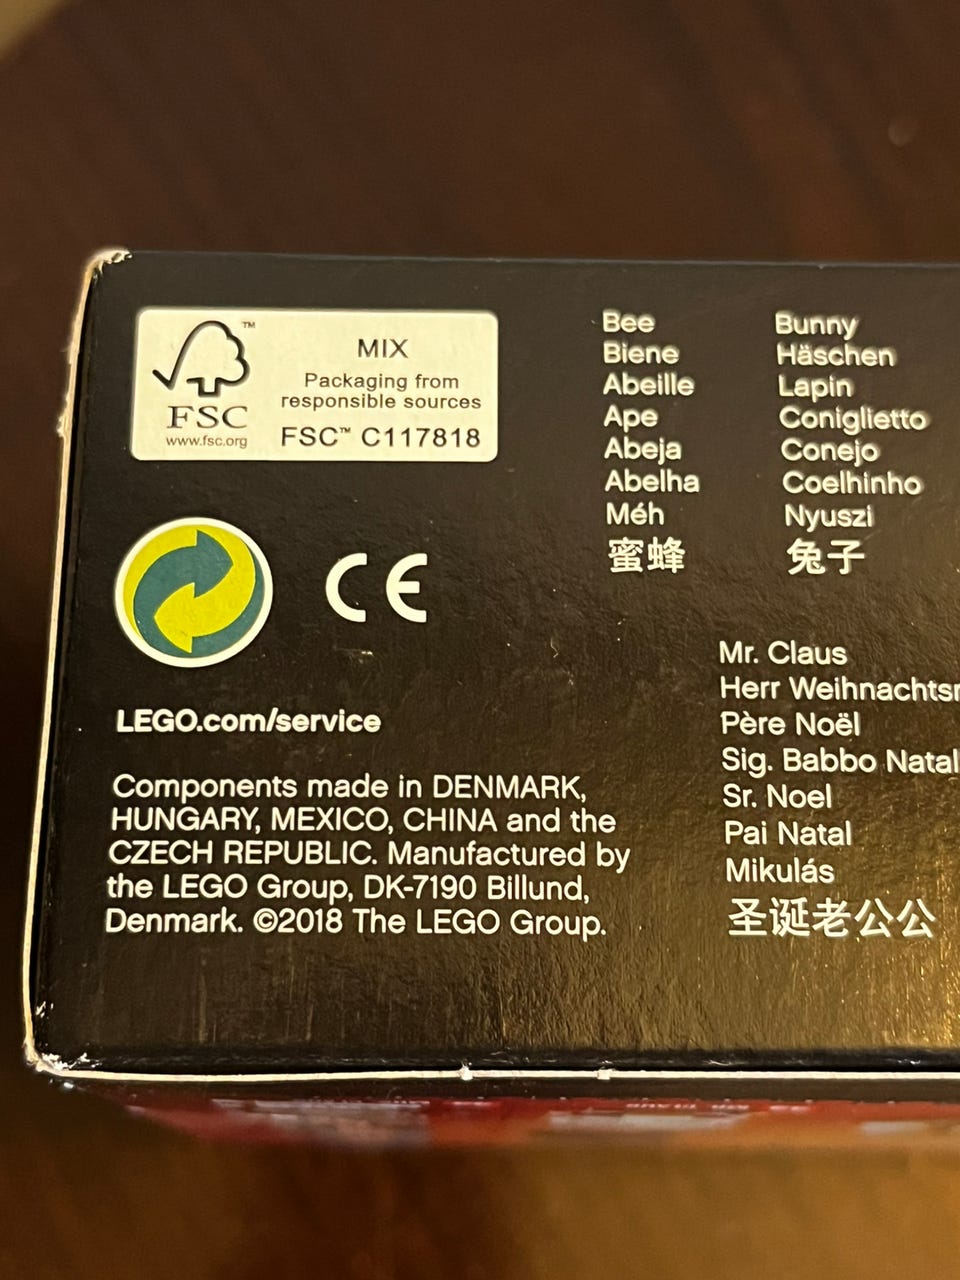 ™
FSC
www.fsc.org
MIX
Packaging from
responsible sources
FSC™ C117818
CE
LEGO.com/service
Components made in DENMARK,
HUNGARY, MEXICO, CHINA and the
CZECH REPUBLIC. Manufactured by
the LEGO Group, DK-7190 Billund,
Denmark. ©2018 The LEGO Group.
Bee
Biene
Abeille
Ape
Abeja
Abelha
Méh
蜜蜂
Bunny
Häschen
Lapin
Coniglietto
Conejo
Coelhinho
Nyuszi
兔子
Mr. Claus
Herr
Père Noël
Sig. Babbo
Sr. Noel
Pai Natal
Mikulás
圣诞老公公